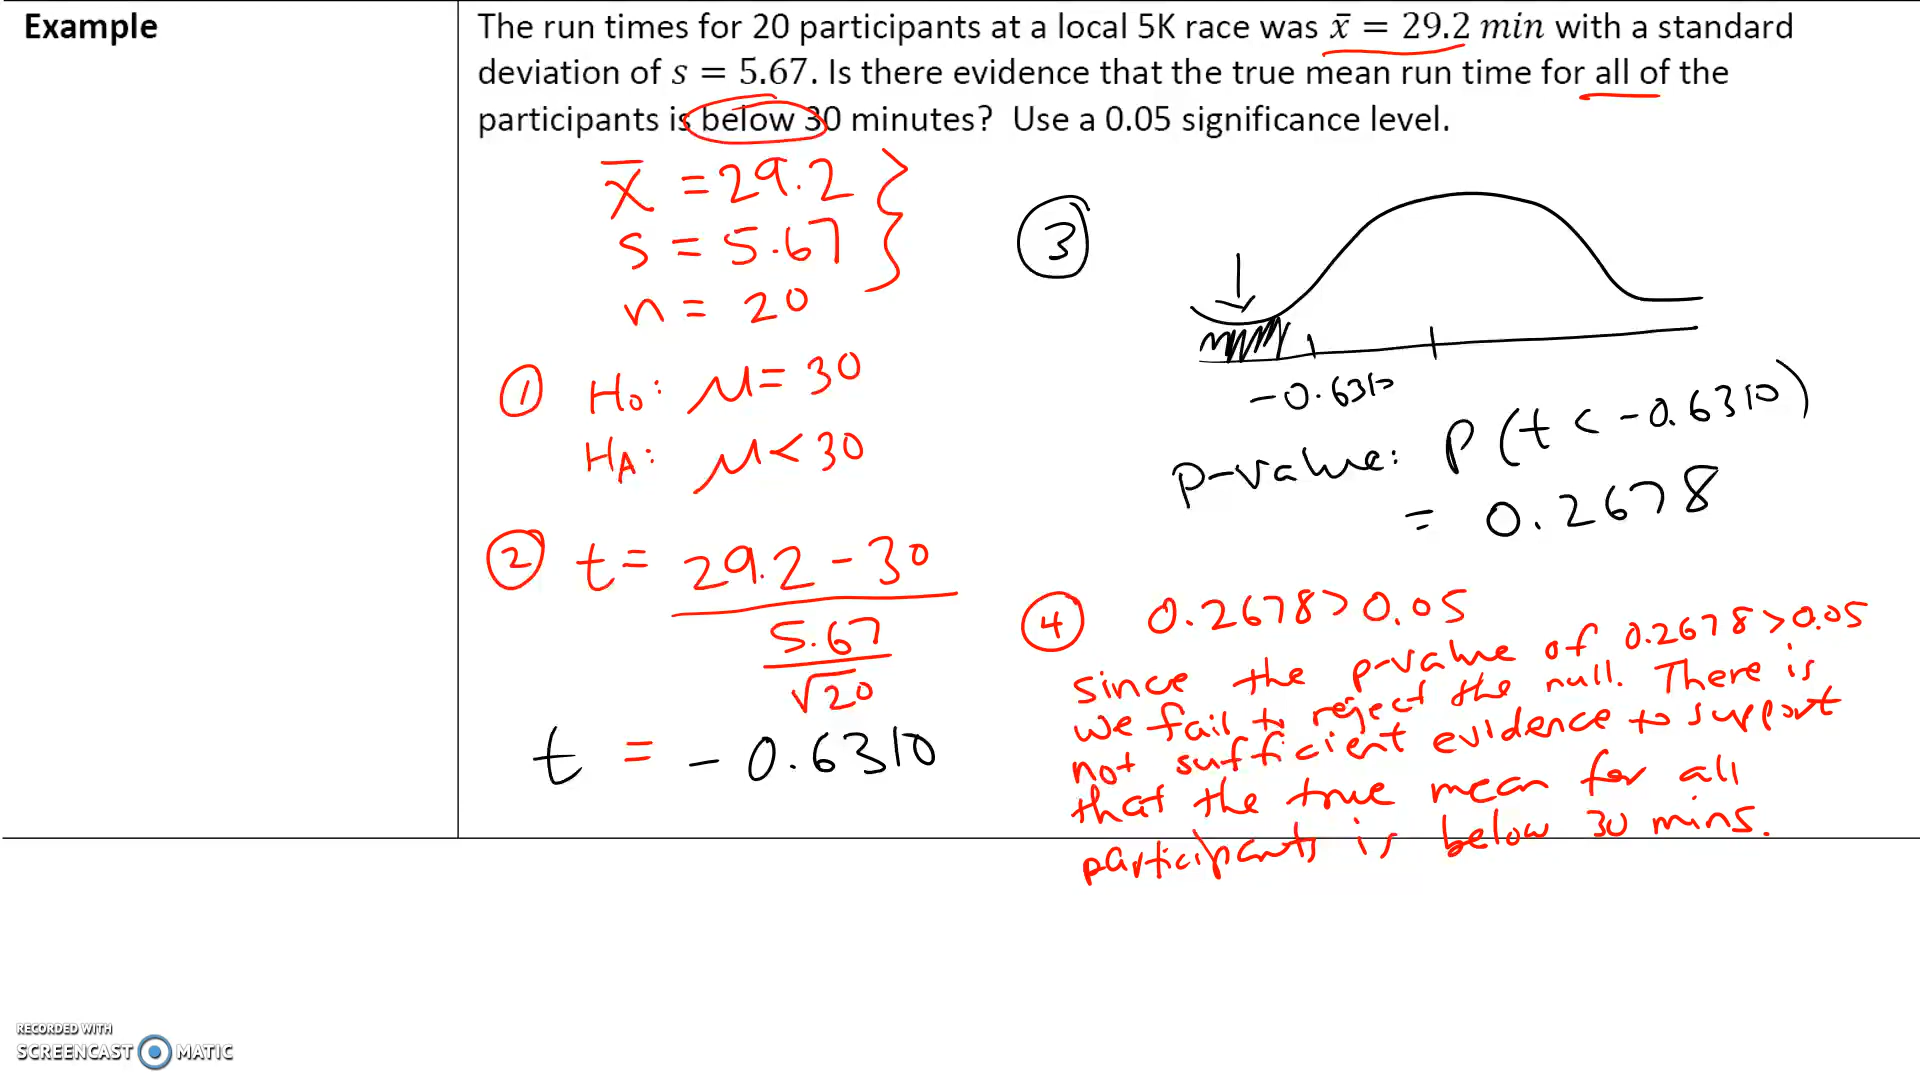 Example
The run times for 20 participants at a local 5K race was x̄ = 29.2 min with a standard
deviation of s = 5.67. Is there evidence that the true mean run time for all of the
participants is below 30 minutes? Use a 0.05 significance level.
x̄ = 29.2
s = 5.67
n = 20
① H₀: μ = 30
H_A: μ < 30
② t = 29.2 - 30
5.67
√20
t = - 0.6310
③
-0.6310
p-value: P(t < -0.6310)
= 0.2678
④ 0.2678 > 0.05
since the p-value of 0.2678 > 0.05
we fail to reject the null. There is
not sufficient evidence to support
that the true mean for all
participants is below 30 mins.
RECORDED WITH
SCREENCAST MATIC